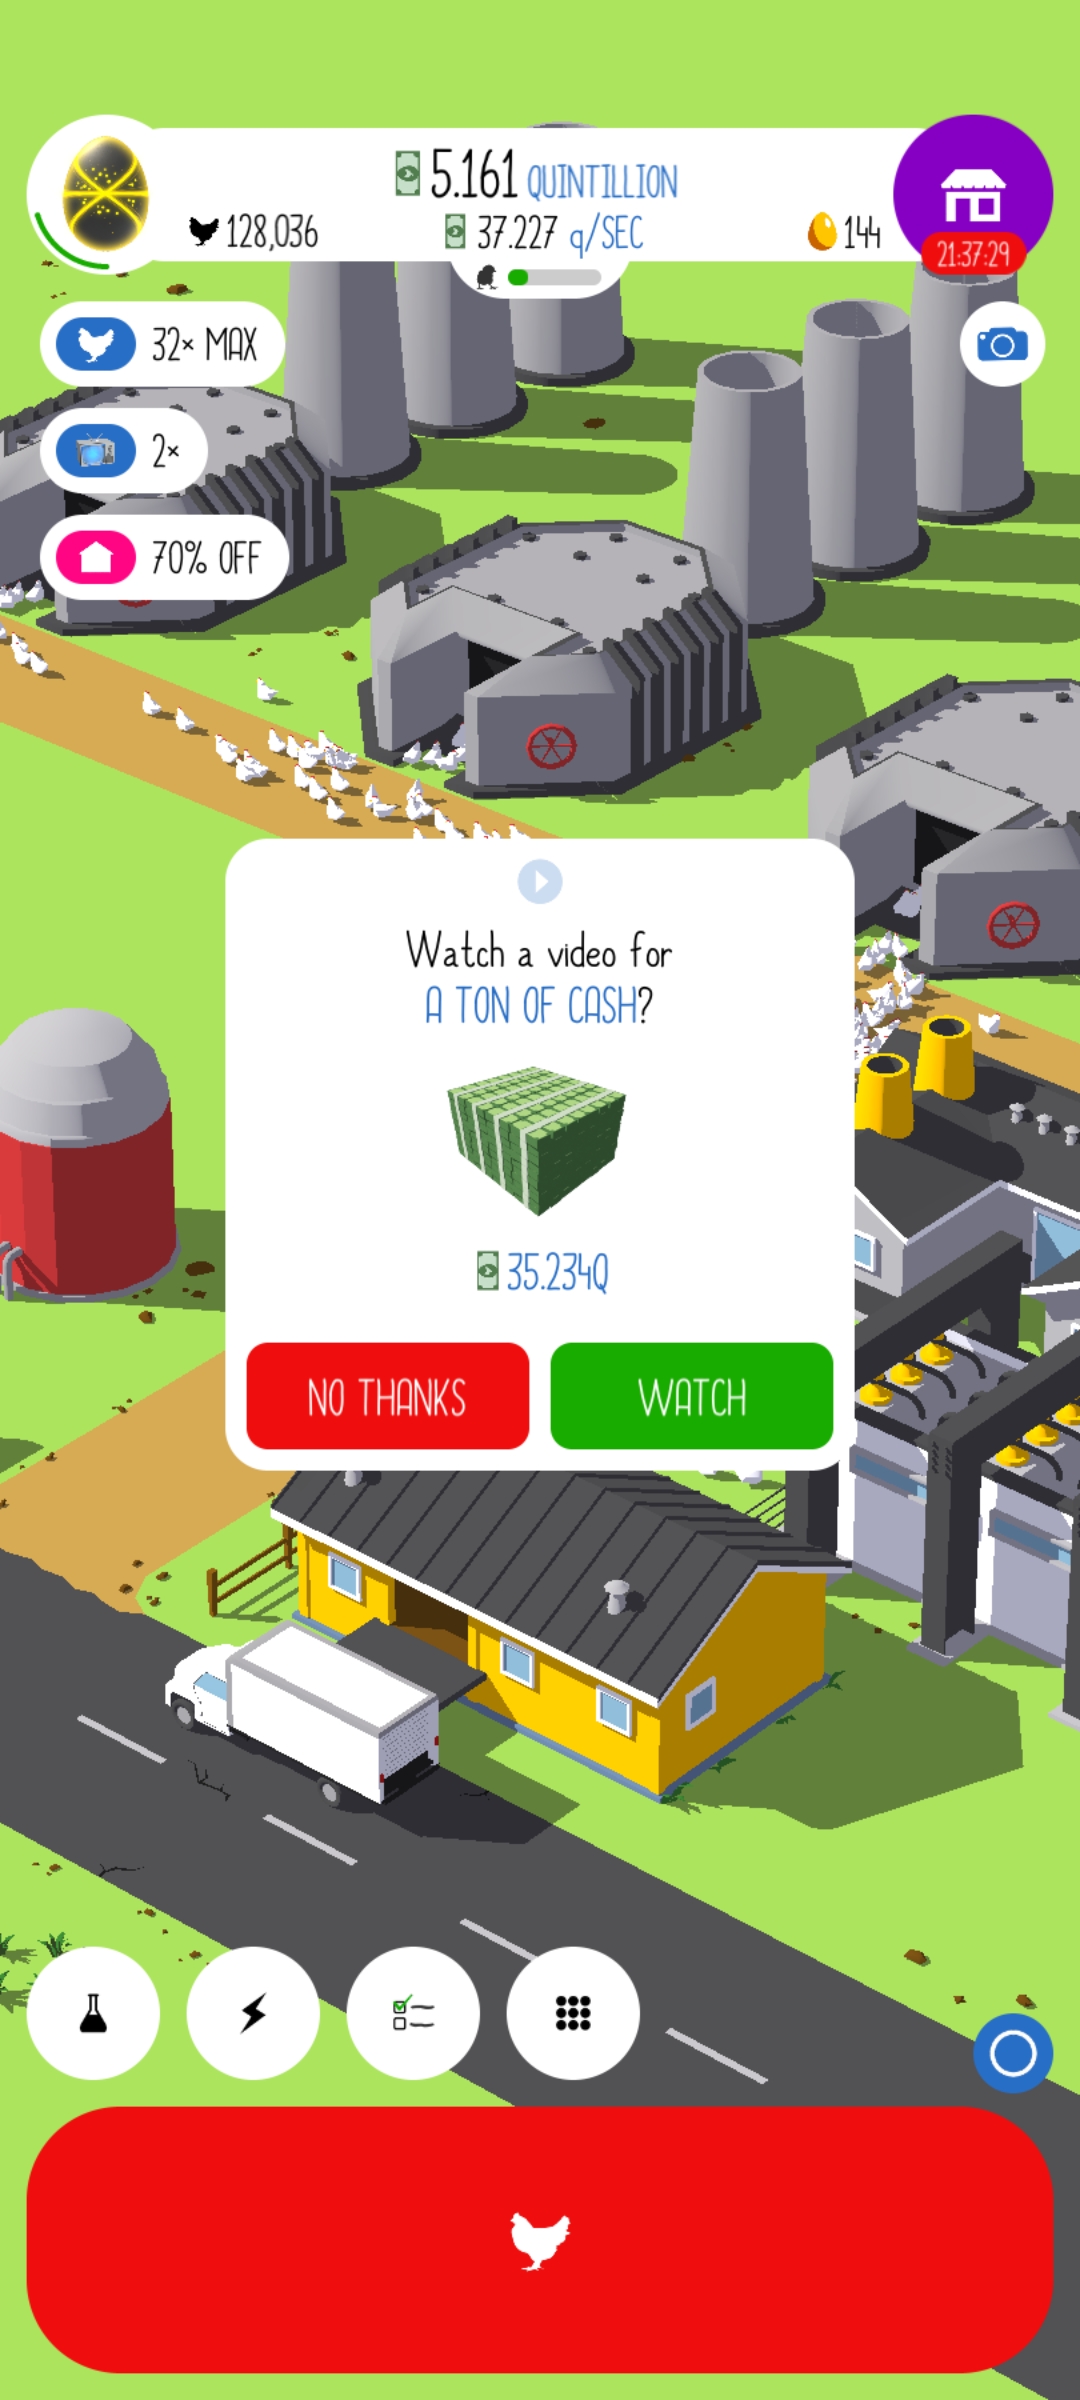 5.161 QUINTILLION
128,036
37.227 q/SEC
144
21:37:29
32× MAX
2×
70% OFF
Watch a video for
A TON OF CASH?
35.234Q
NO THANKS
WATCH